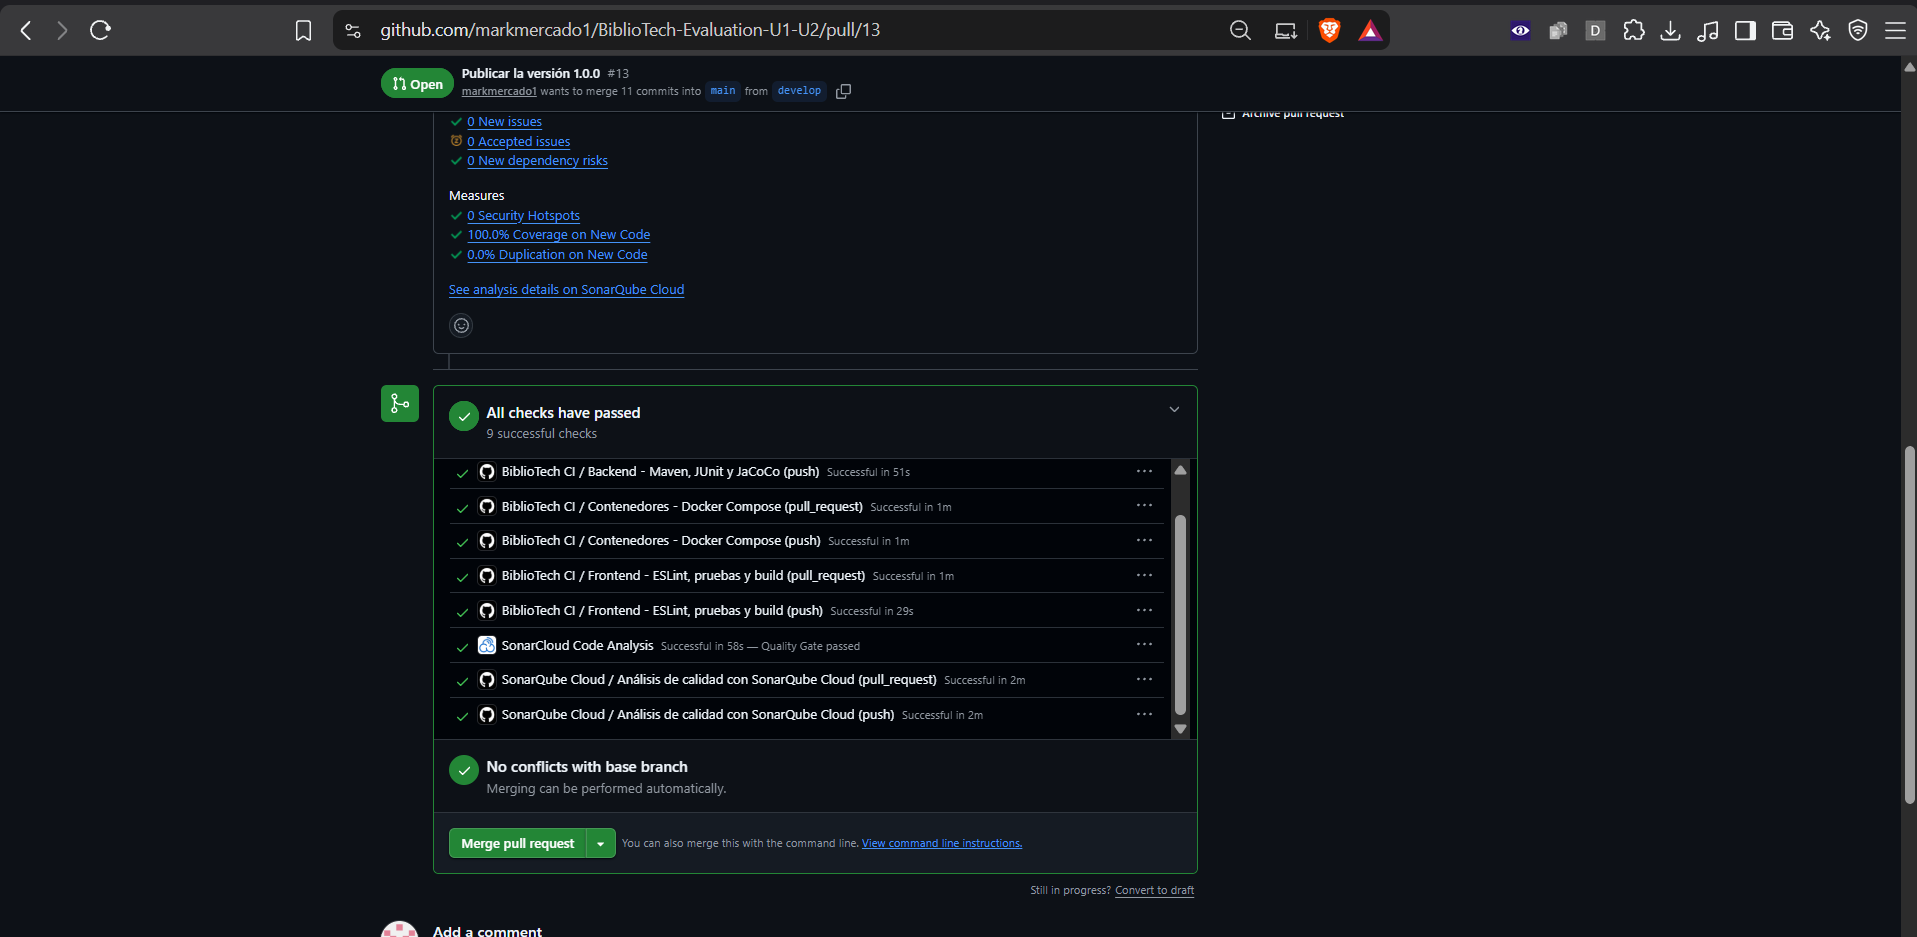 github.com/markmercado1/BiblioTech-Evaluation-U1-U2/pull/13
D
Open
Publicar la versión 1.0.0 #13
markmercado1 wants to merge 11 commits into main from develop
0 New issues
Archive pull request
0 Accepted issues
0 New dependency risks
Measures
0 Security Hotspots
100.0% Coverage on New Code
0.0% Duplication on New Code
See analysis details on SonarQube Cloud
All checks have passed
9 successful checks
BiblioTech CI / Backend - Maven, JUnit y JaCoCo (push) Successful in 51s
BiblioTech CI / Contenedores - Docker Compose (pull_request) Successful in 1m
BiblioTech CI / Contenedores - Docker Compose (push) Successful in 1m
BiblioTech CI / Frontend - ESLint, pruebas y build (pull_request) Successful in 1m
BiblioTech CI / Frontend - ESLint, pruebas y build (push) Successful in 29s
SonarCloud Code Analysis Successful in 58s — Quality Gate passed
SonarQube Cloud / Análisis de calidad con SonarQube Cloud (pull_request) Successful in 2m
SonarQube Cloud / Análisis de calidad con SonarQube Cloud (push) Successful in 2m
No conflicts with base branch
Merging can be performed automatically.
Merge pull request
You can also merge this with the command line. View command line instructions.
Still in progress? Convert to draft
Add a comment